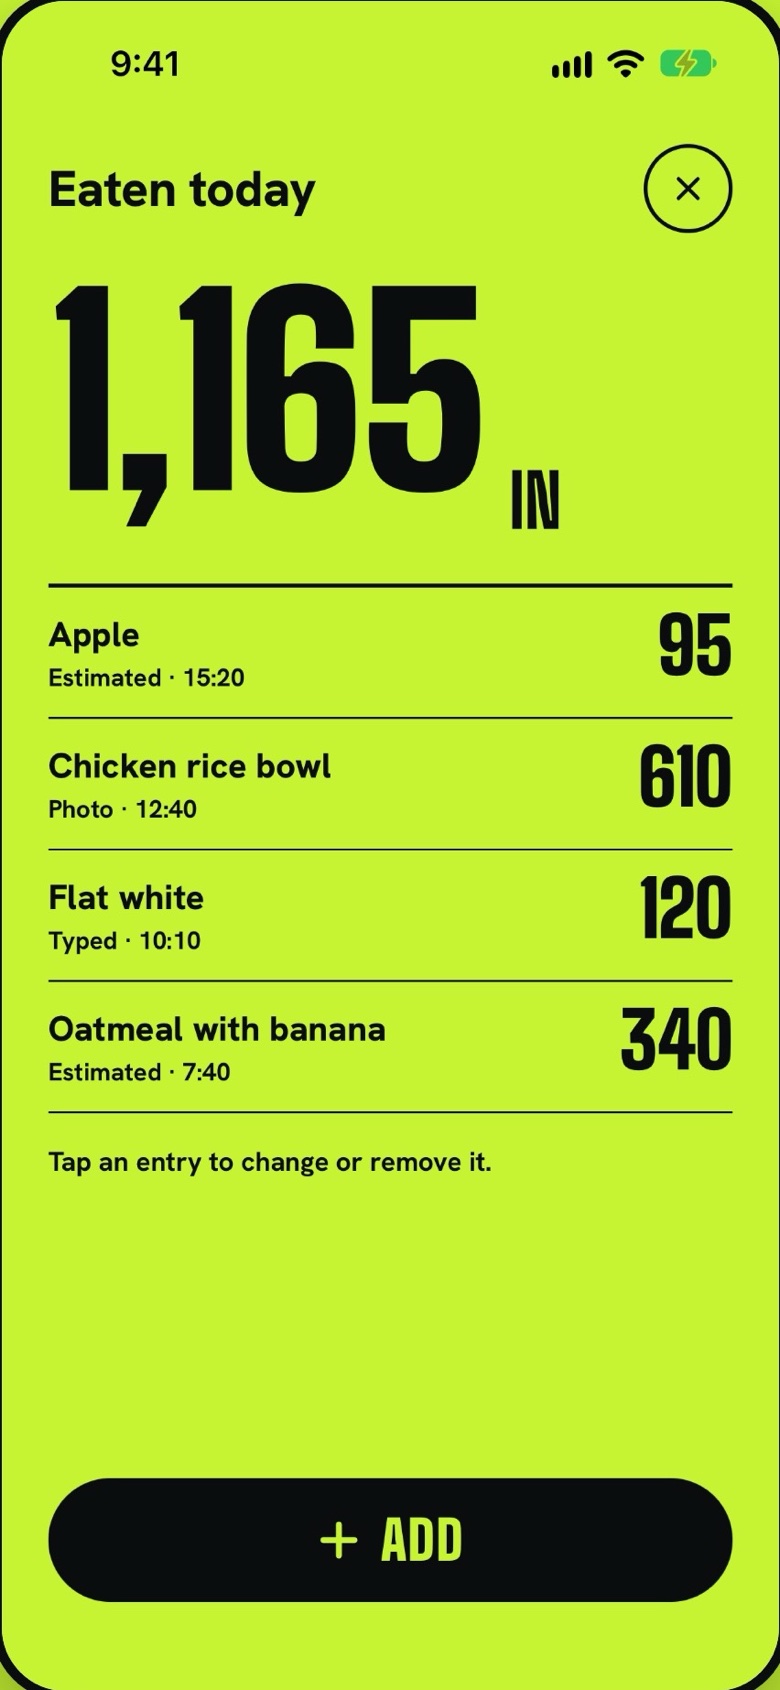 9:41
Eaten today
1,165 IN
Apple 95
Estimated · 15:20
Chicken rice bowl 610
Photo · 12:40
Flat white 120
Typed · 10:10
Oatmeal with banana 340
Estimated · 7:40
Tap an entry to change or remove it.
+ ADD